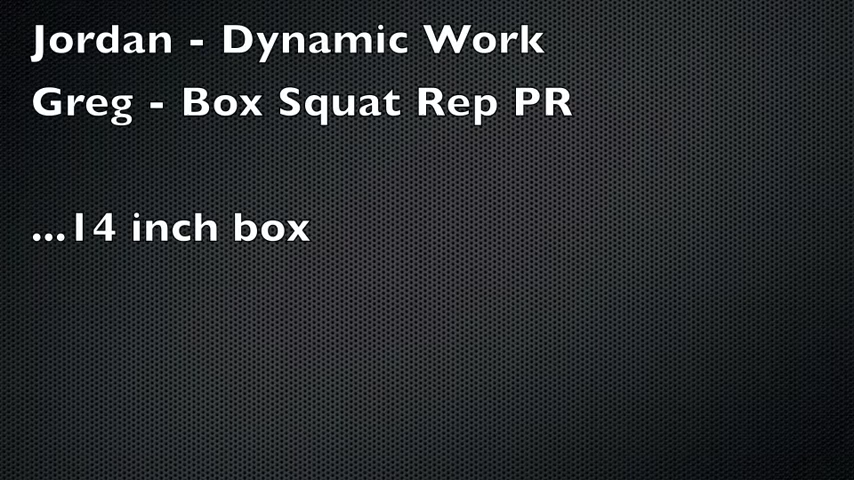 Jordan - Dynamic Work
Greg - Box Squat Rep PR
...14 inch box